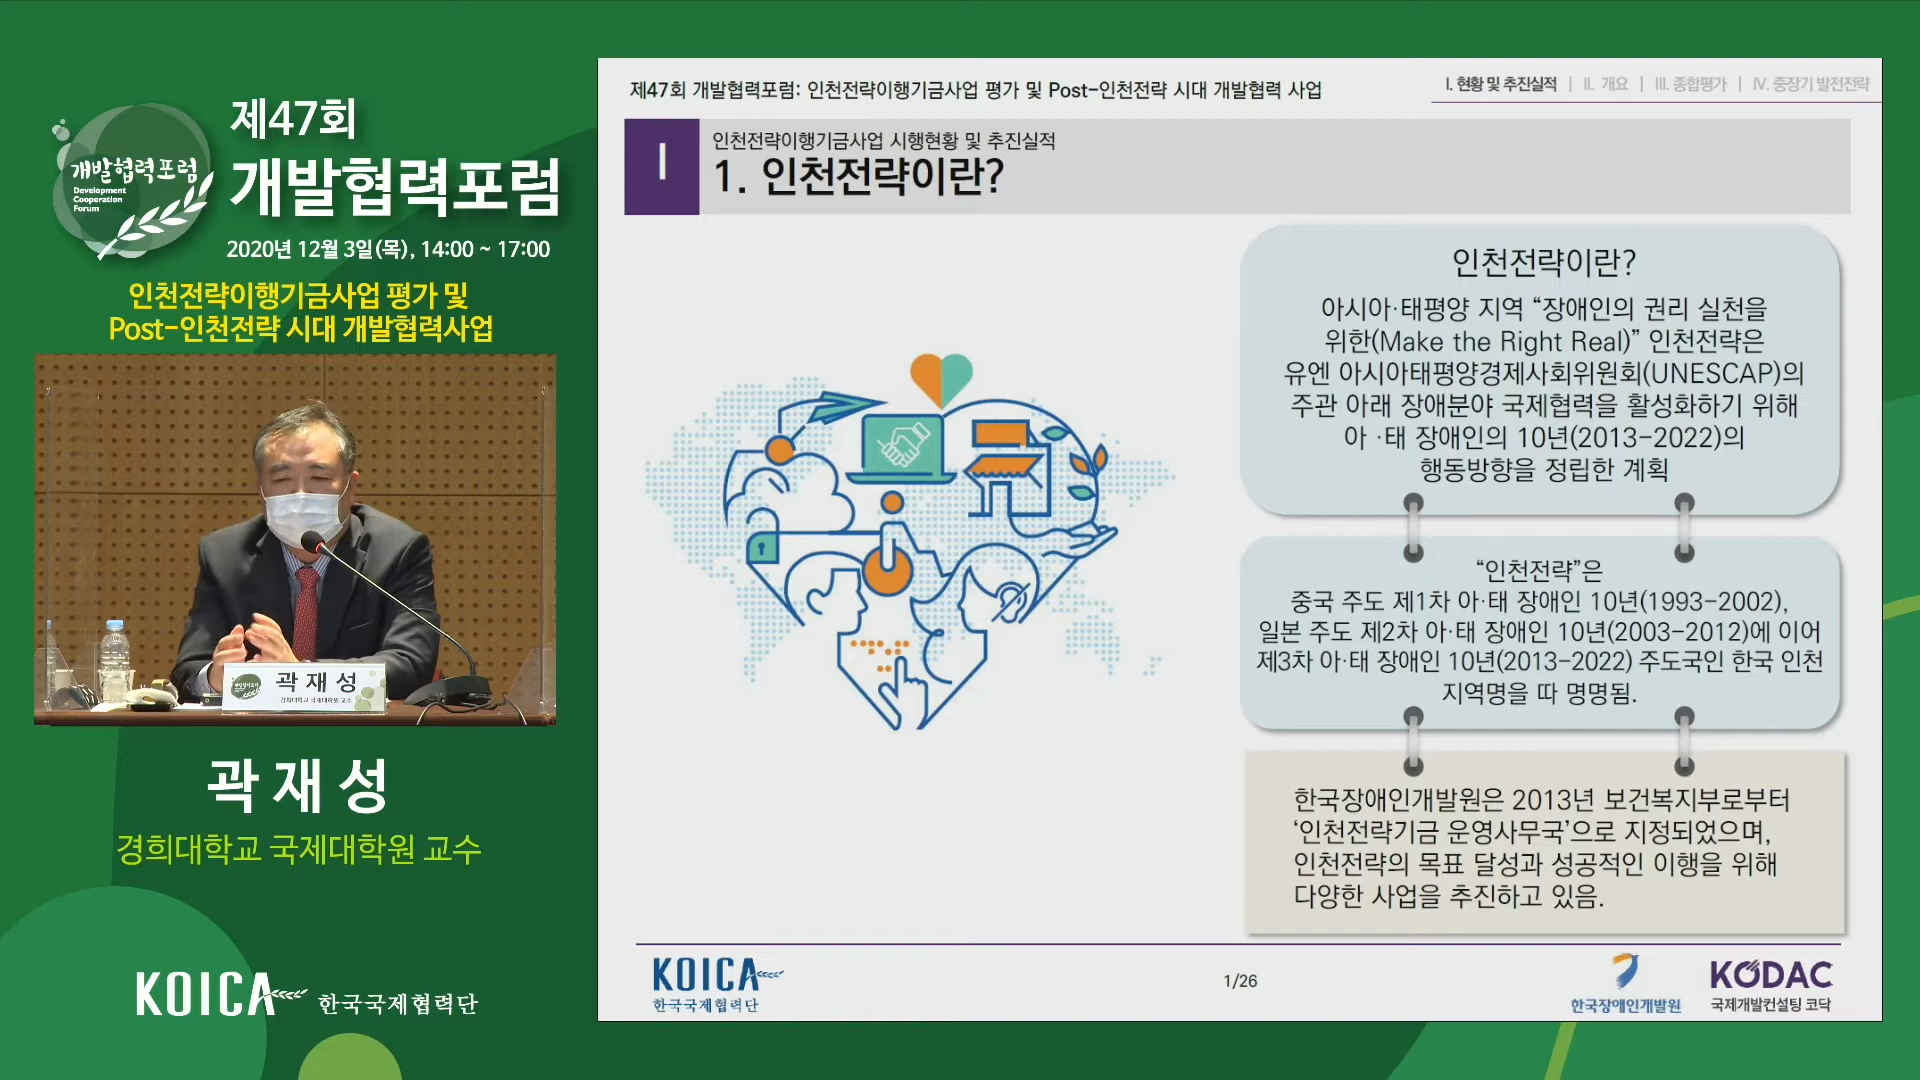 제47회
개발협력포럼
개발협력포럼
Development
Cooperation
Forum
2020년 12월 3일(목), 14:00 ~ 17:00
인천전략이행기금사업 평가 및
Post-인천전략 시대 개발협력사업
곽 재 성
경희대학교 국제대학원 교수
곽 재 성
경희대학교 국제대학원 교수
KOICA 한국국제협력단
제47회 개발협력포럼: 인천전략이행기금사업 평가 및 Post-인천전략 시대 개발협력 사업
I. 현황 및 추진실적 | II. 개요 | III. 종합평가 | IV. 중장기 발전전략
I
인천전략이행기금사업 시행현황 및 추진실적
1. 인천전략이란?
인천전략이란?
아시아·태평양 지역 “장애인의 권리 실천을
위한(Make the Right Real)” 인천전략은
유엔 아시아태평양경제사회위원회(UNESCAP)의
주관 아래 장애분야 국제협력을 활성화하기 위해
아 ·태 장애인의 10년(2013-2022)의
행동방향을 정립한 계획
“인천전략”은
중국 주도 제1차 아·태 장애인 10년(1993-2002),
일본 주도 제2차 아·태 장애인 10년(2003-2012)에 이어
제3차 아·태 장애인 10년(2013-2022) 주도국인 한국 인천
지역명을 따 명명됨.
한국장애인개발원은 2013년 보건복지부로부터
‘인천전략기금 운영사무국’으로 지정되었으며,
인천전략의 목표 달성과 성공적인 이행을 위해
다양한 사업을 추진하고 있음.
KOICA
한국국제협력단
1/26
한국장애인개발원
KODAC
국제개발컨설팅 코닥